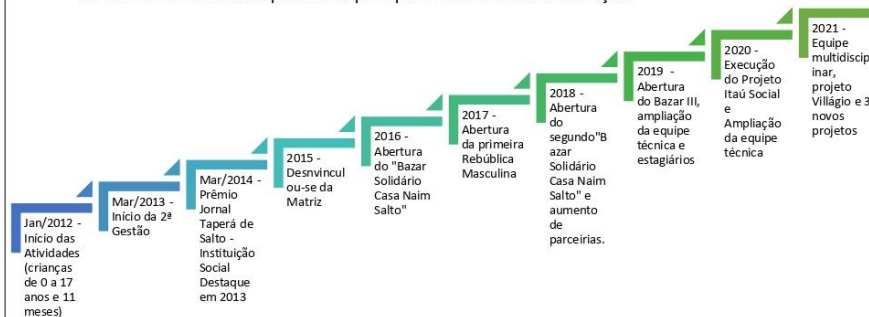 Jan/2012 -
Início das
Atividades
(crianças
de 0 a 17
anos e 11
meses)
Mar/2013 -
Início da 2ª
Gestão
Mar/2014 -
Prêmio
Jornal
Taperá de
Salto -
Instituição
Social
Destaque
em 2013
2015 -
Desnvincul
ou-se da
Matriz
2016 -
Abertura
do "Bazar
Solidário
Casa Naim
Salto"
2017 -
Abertura
da primeira
Rebública
Masculina
2018 -
Abertura
do
segundo"B
azar
Solidário
Casa Naim
Salto" e
aumento
de
parceirias.
2019 -
Abertura
do Bazar III,
ampliação
da equipe
técnica e
estagiários
2020 -
Execução
do Projeto
Itaú Social
e
Ampliação
da equipe
técnica
2021 -
Equipe
multidiscip
inar,
projeto
Villágio e 3
novos
projetos